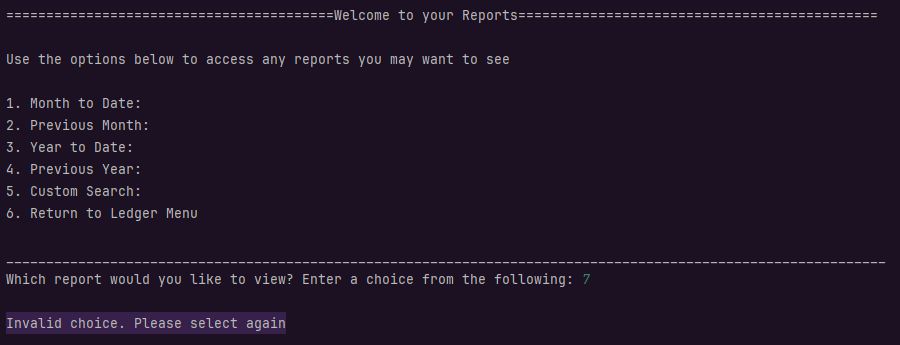 =========================================Welcome to your Reports=============================================
Use the options below to access any reports you may want to see
1. Month to Date:
2. Previous Month:
3. Year to Date:
4. Previous Year:
5. Custom Search:
6. Return to Ledger Menu
______________________________________________________________________________________________________________
Which report would you like to view? Enter a choice from the following: 7
Invalid choice. Please select again